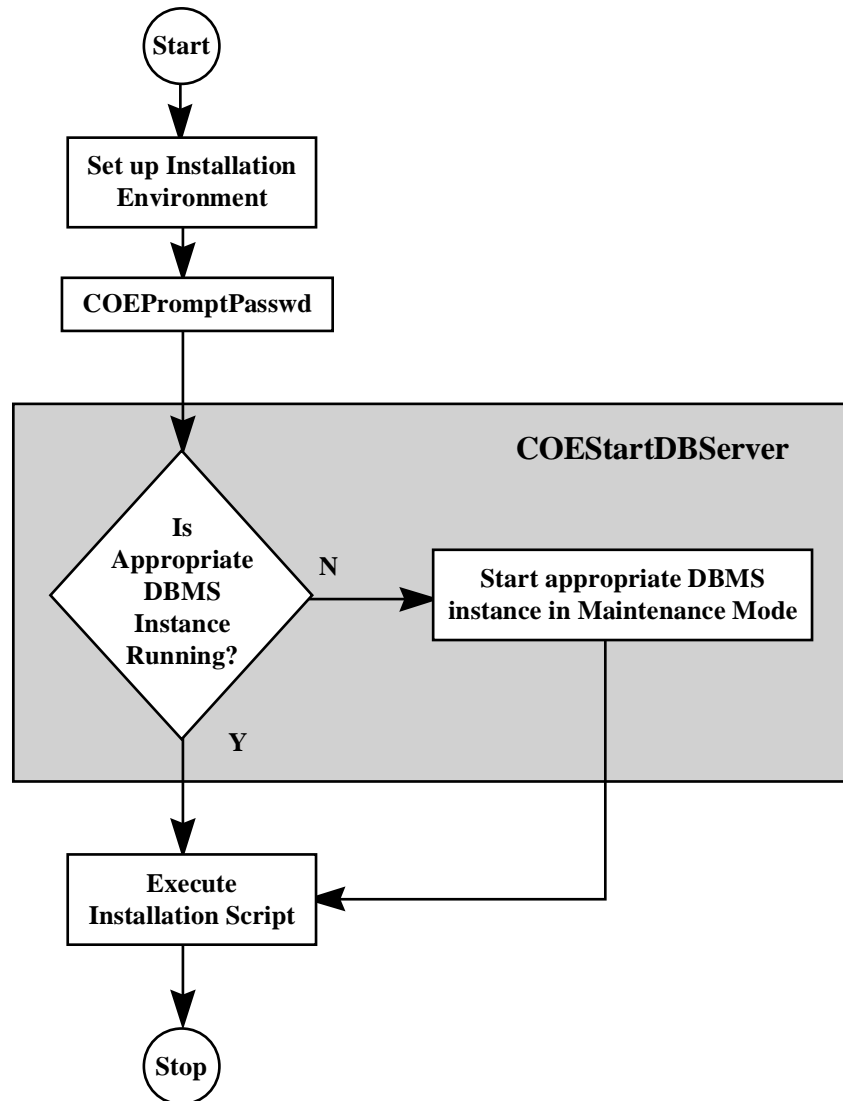 Start
Set up Installation
Environment
COEPromptPasswd
COEStartDBServer
Is
Appropriate
DBMS
Instance
Running?
N
Start appropriate DBMS
instance in Maintenance Mode
Y
Execute
Installation Script
Stop